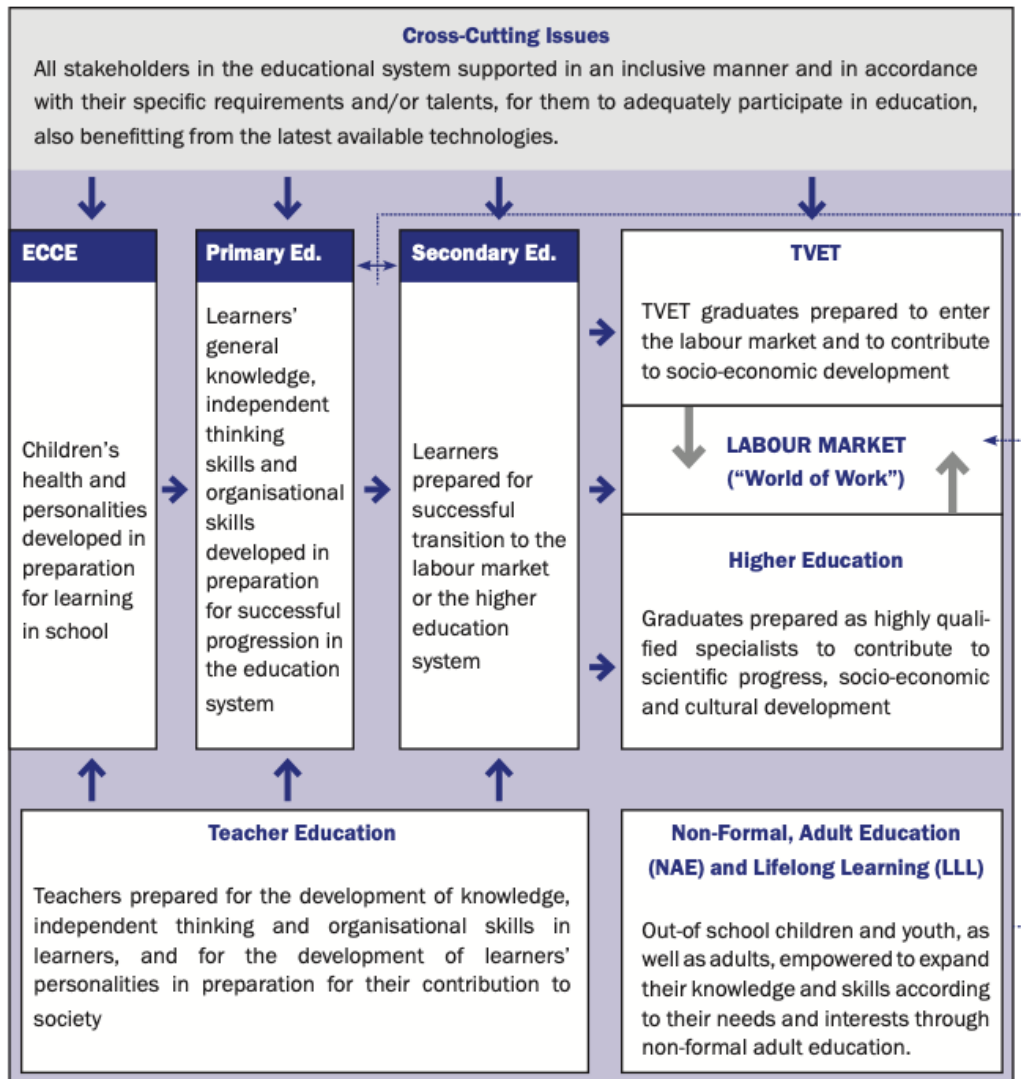 Cross-Cutting Issues
All stakeholders in the educational system supported in an inclusive manner and in accordance
with their specific requirements and/or talents, for them to adequately participate in education,
also benefitting from the latest available technologies.
ECCE
Children’s
health and
personalities
developed in
preparation
for learning
in school
Primary Ed.
Learners’
general
knowledge,
independent
thinking
skills and
organisational
skills
developed in
preparation
for successful
progression in
the education
system
Secondary Ed.
Learners
prepared for
successful
transition to the
labour market
or the higher
education
system
TVET
TVET graduates prepared to enter
the labour market and to contribute
to socio-economic development
LABOUR MARKET
(“World of Work”)
Higher Education
Graduates prepared as highly quali-
fied specialists to contribute to
scientific progress, socio-economic
and cultural development
Teacher Education
Teachers prepared for the development of knowledge,
independent thinking and organisational skills in
learners, and for the development of learners’
personalities in preparation for their contribution to
society
Non-Formal, Adult Education
(NAE) and Lifelong Learning (LLL)
Out-of school children and youth, as
well as adults, empowered to expand
their knowledge and skills according
to their needs and interests through
non-formal adult education.